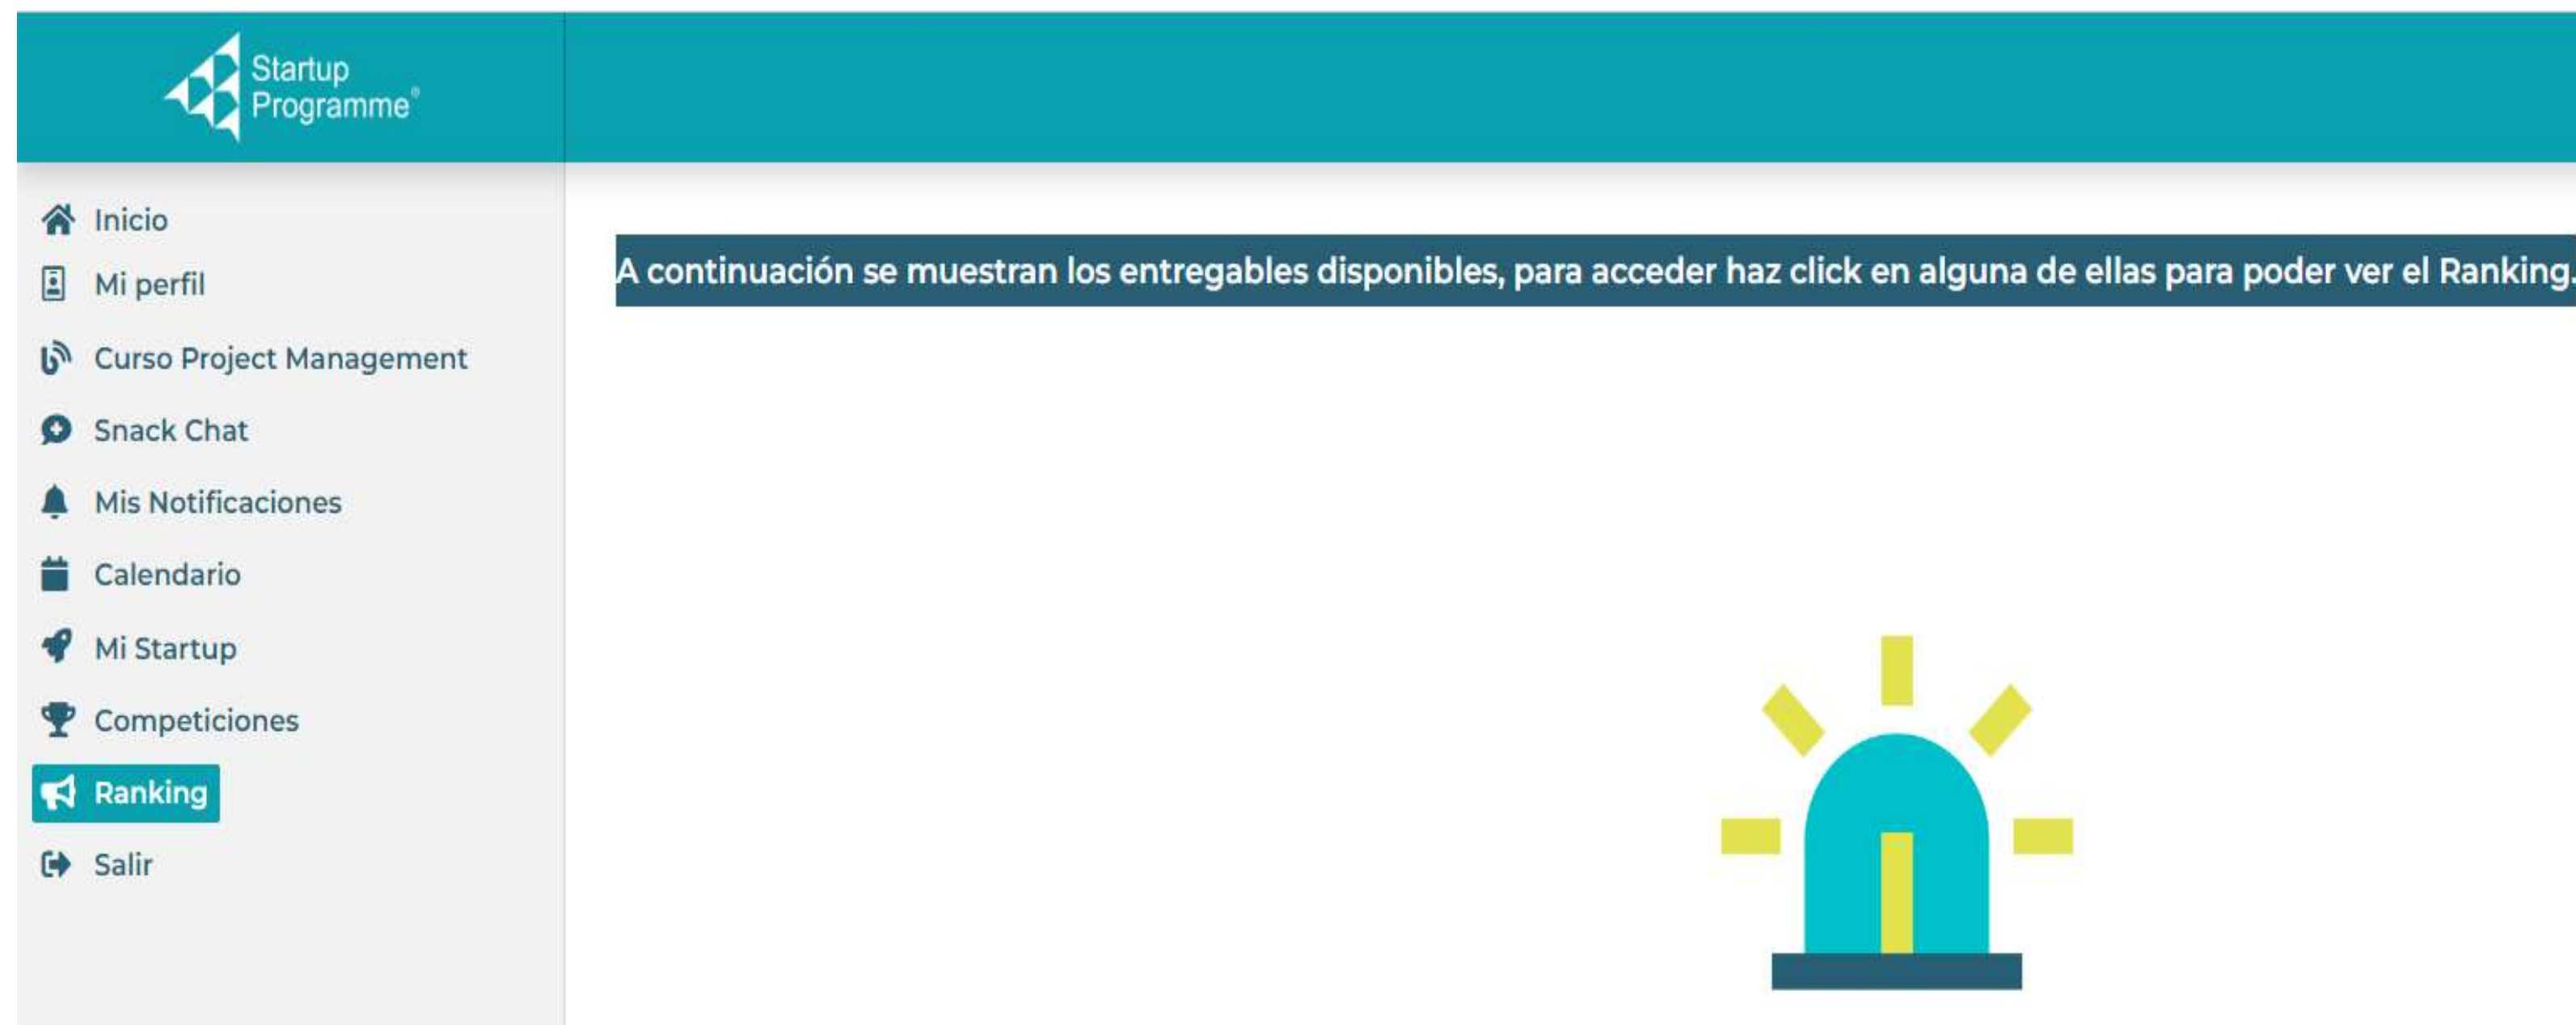 Startup
Programme®
Inicio
Mi perfil
Curso Project Management
Snack Chat
Mis Notificaciones
Calendario
Mi Startup
Competiciones
Ranking
Salir
A continuación se muestran los entregables disponibles, para acceder haz click en alguna de ellas para poder ver el Ranking.